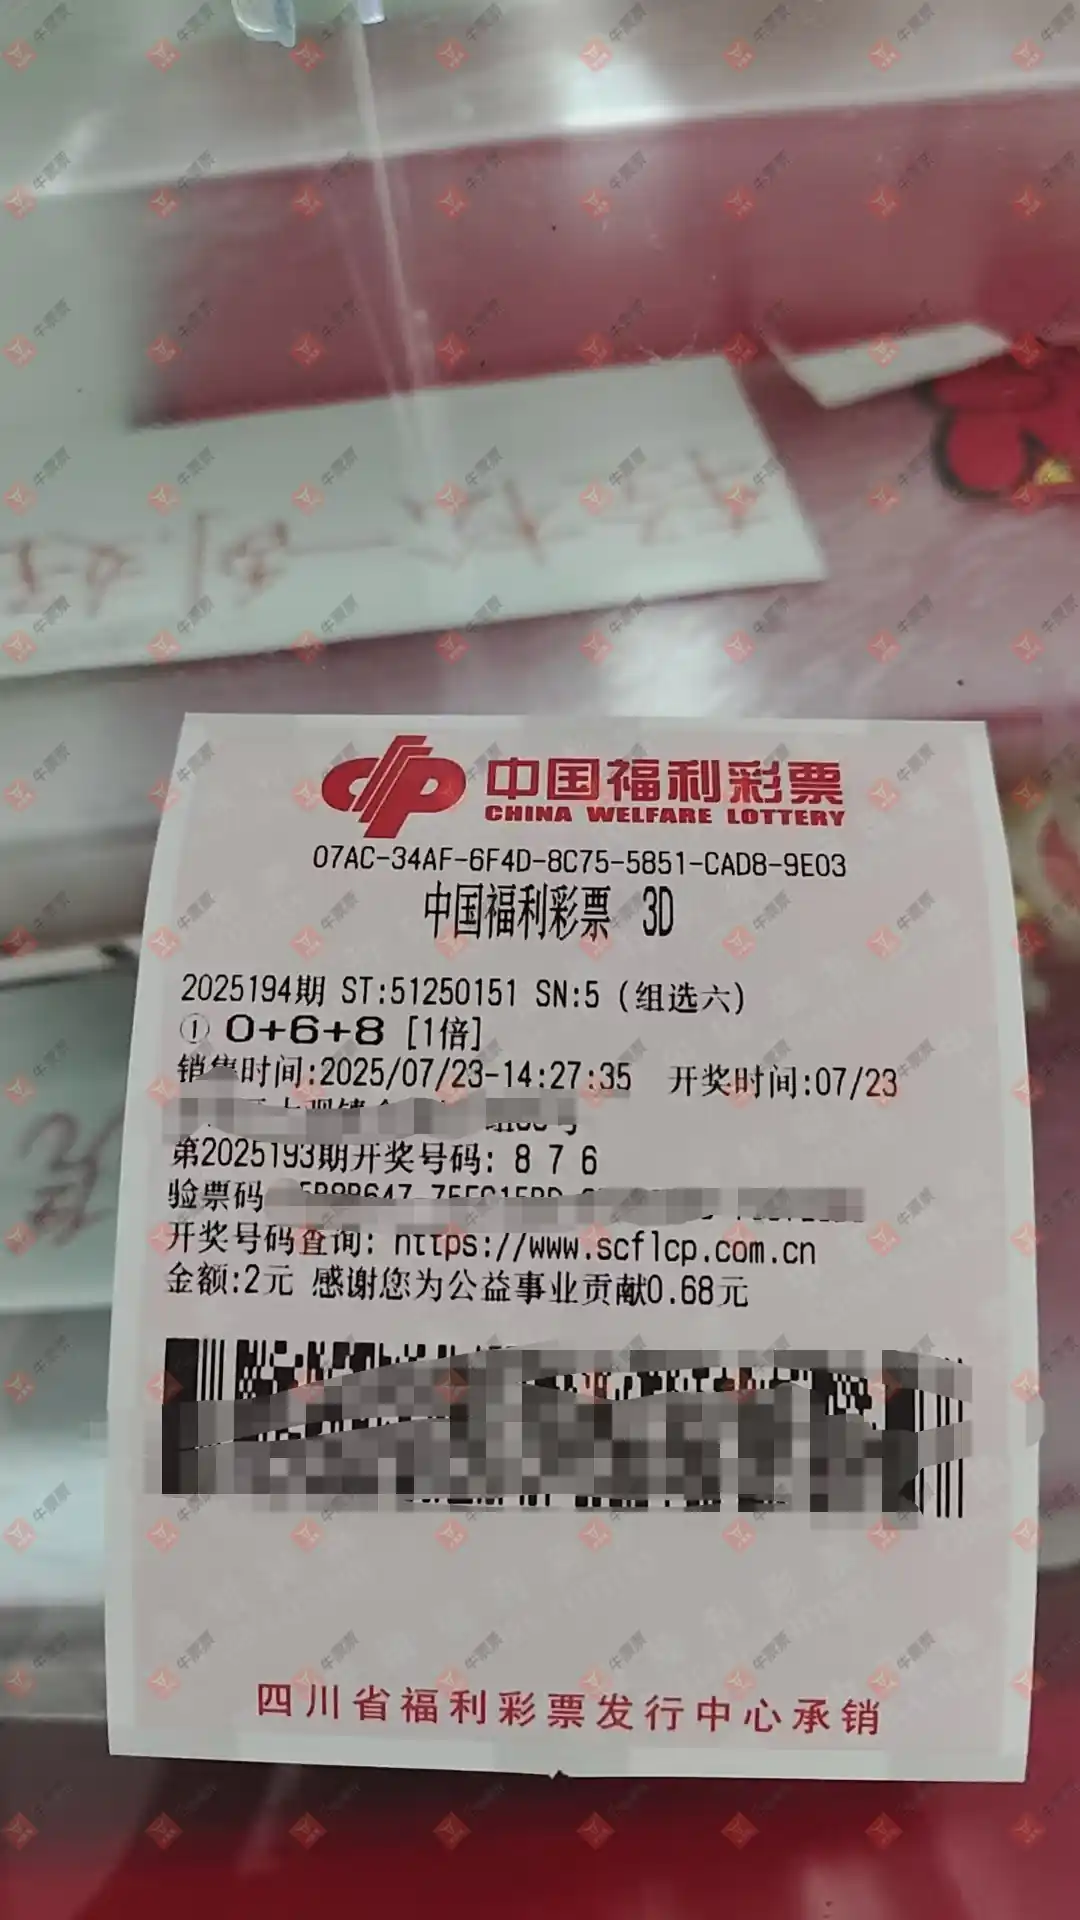 中国福利彩票
CHINA WELFARE LOTTERY
07AC-34AF-6F4D-8C75-5851-CAD8-9E03
中国福利彩票 3D
2025194期 ST:51250151 SN:5 (组选六)
① 0+6+8 [1倍]
销售时间:2025/07/23-14:27:35 开奖时间:07/23
第2025193期开奖号码: 8 7 6
验票码
开奖号码查询: https://www.scflcp.com.cn
金额:2元 感谢您为公益事业贡献0.68元
四川省福利彩票发行中心承销